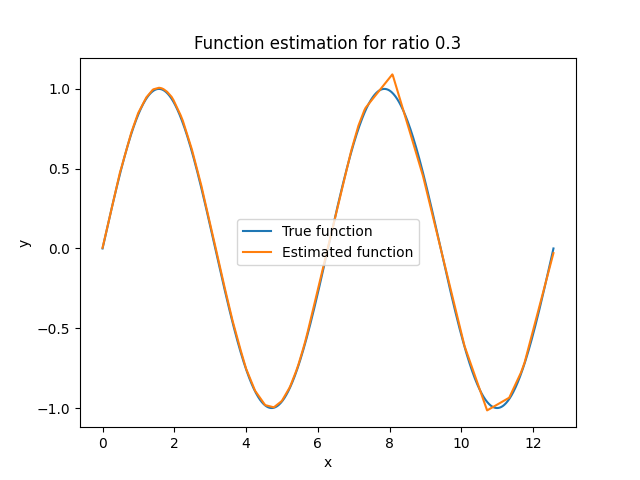 Function estimation for ratio 0.3
1.0
0.5
0.0
−0.5
−1.0
y
True function
Estimated function
0
2
4
6
8
10
12
x